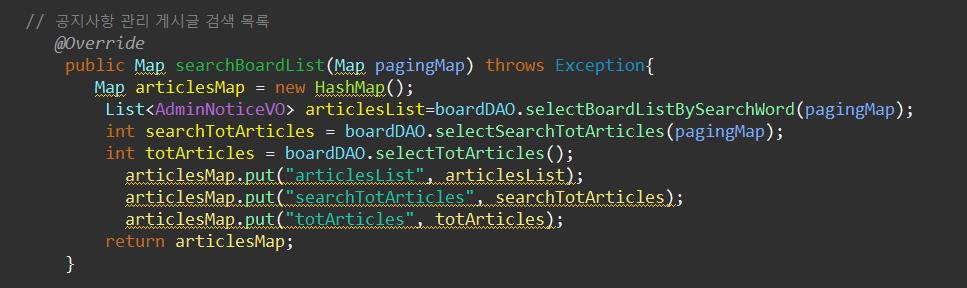 // 공지사항 관리 게시글 검색 목록
@Override
public Map searchBoardList(Map pagingMap) throws Exception{
Map articlesMap = new HashMap();
List<AdminNoticeVO> articlesList=boardDAO.selectBoardListBySearchWord(pagingMap);
int searchTotArticles = boardDAO.selectSearchTotArticles(pagingMap);
int totArticles = boardDAO.selectTotArticles();
articlesMap.put("articlesList", articlesList);
articlesMap.put("searchTotArticles", searchTotArticles);
articlesMap.put("totArticles", totArticles);
return articlesMap;
}